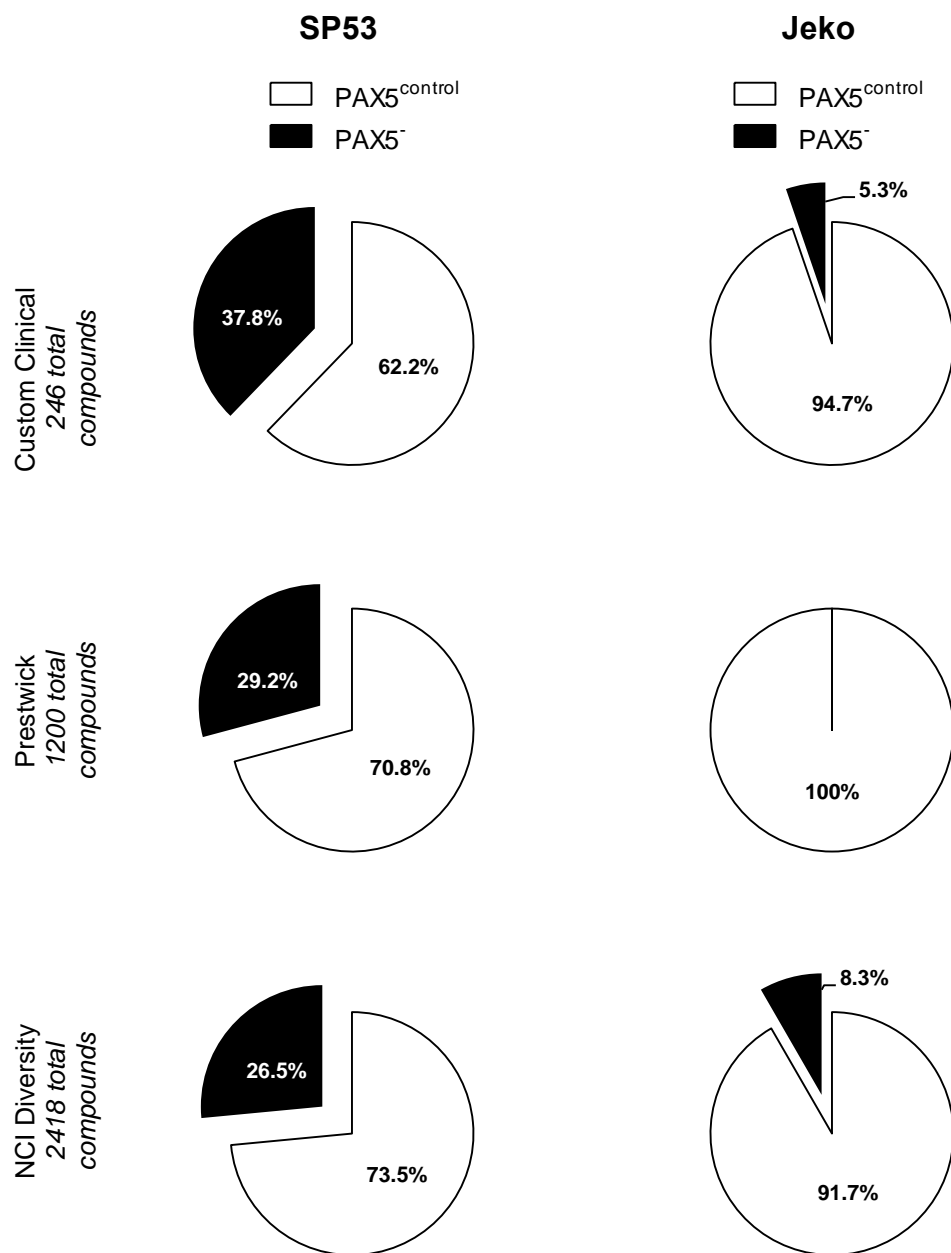 SP53
Jeko
PAX5control
PAX5-
PAX5control
PAX5-
Custom Clinical
246 total
compounds
37.8%
62.2%
5.3%
94.7%
Prestwick
1200 total
compounds
29.2%
70.8%
100%
NCI Diversity
2418 total
compounds
26.5%
73.5%
8.3%
91.7%